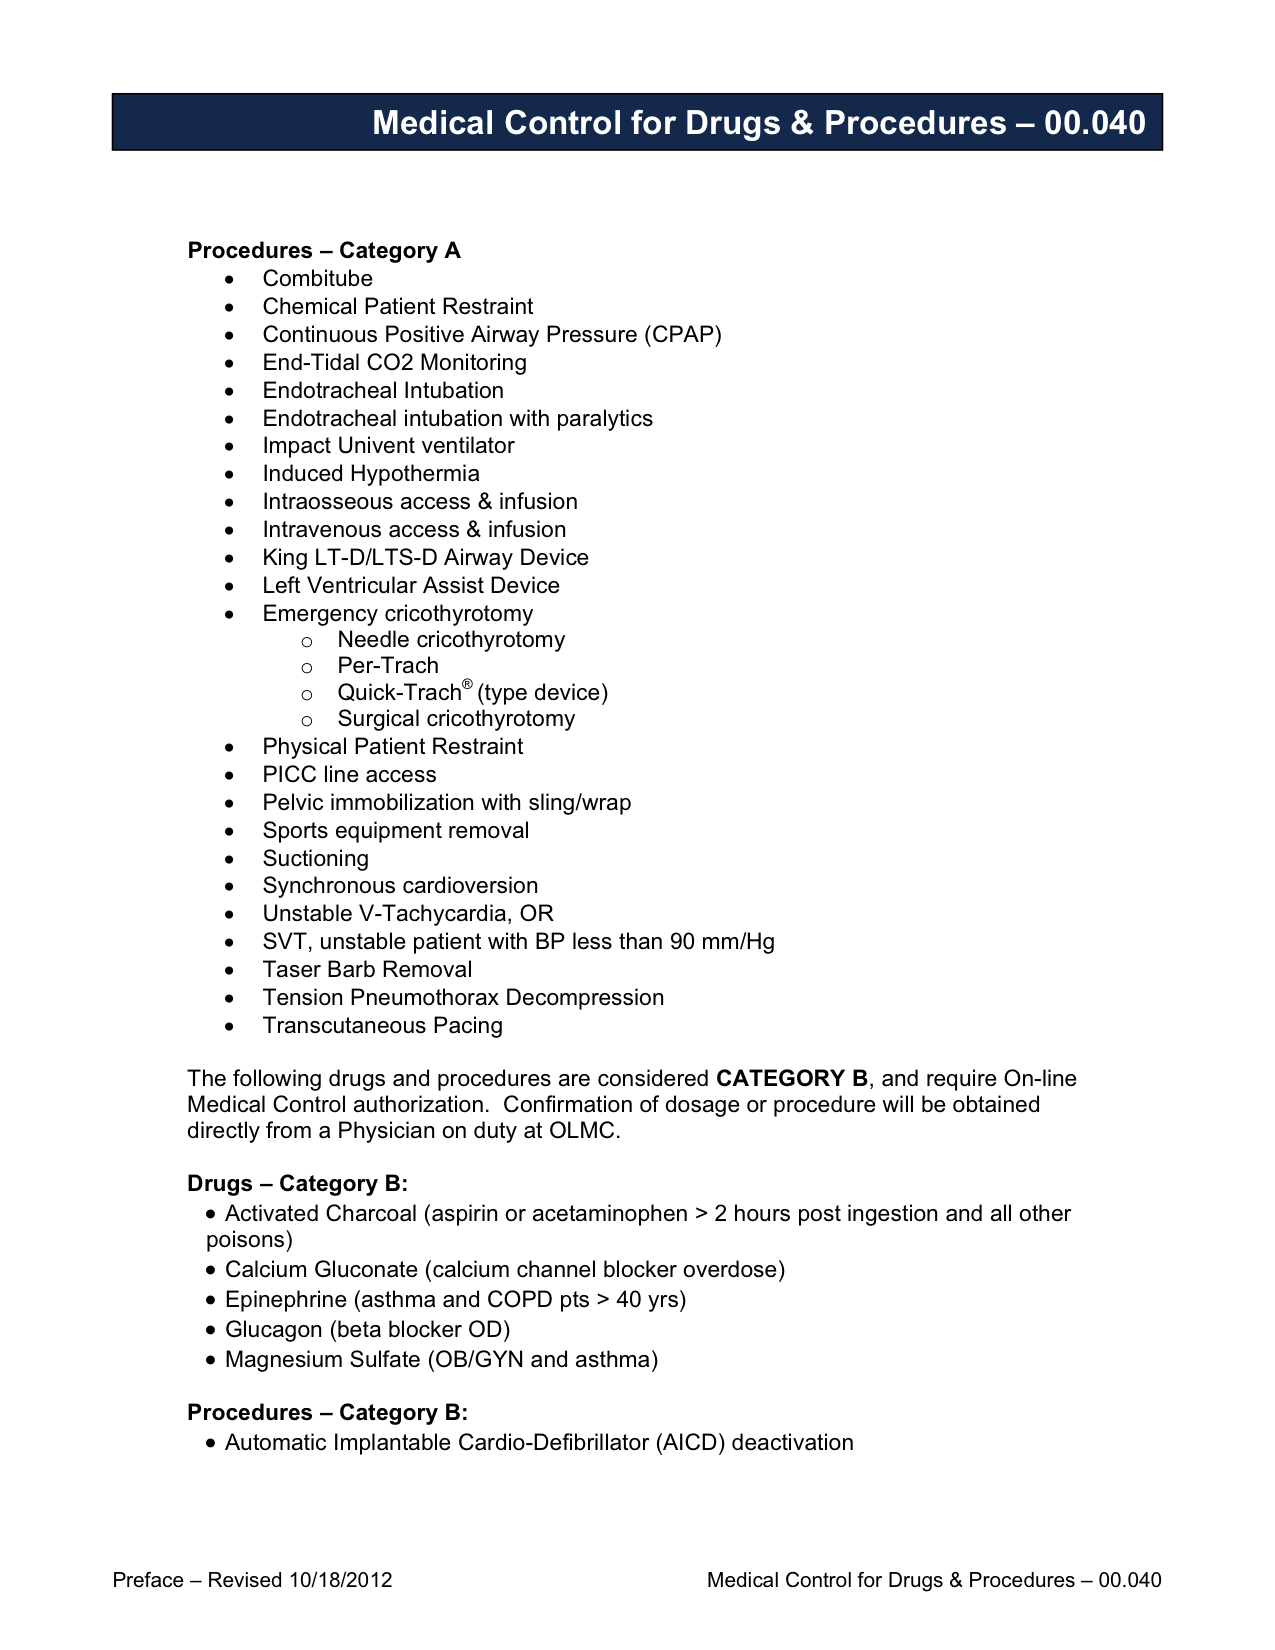 Medical Control for Drugs & Procedures – 00.040
Procedures – Category A
• Combitube
• Chemical Patient Restraint
• Continuous Positive Airway Pressure (CPAP)
• End-Tidal CO2 Monitoring
• Endotracheal Intubation
• Endotracheal intubation with paralytics
• Impact Univent ventilator
• Induced Hypothermia
• Intraosseous access & infusion
• Intravenous access & infusion
• King LT-D/LTS-D Airway Device
• Left Ventricular Assist Device
• Emergency cricothyrotomy
o Needle cricothyrotomy
o Per-Trach
o Quick-Trach® (type device)
o Surgical cricothyrotomy
• Physical Patient Restraint
• PICC line access
• Pelvic immobilization with sling/wrap
• Sports equipment removal
• Suctioning
• Synchronous cardioversion
• Unstable V-Tachycardia, OR
• SVT, unstable patient with BP less than 90 mm/Hg
• Taser Barb Removal
• Tension Pneumothorax Decompression
• Transcutaneous Pacing
The following drugs and procedures are considered CATEGORY B, and require On-line
Medical Control authorization.  Confirmation of dosage or procedure will be obtained
directly from a Physician on duty at OLMC.
Drugs – Category B:
• Activated Charcoal (aspirin or acetaminophen > 2 hours post ingestion and all other
poisons)
• Calcium Gluconate (calcium channel blocker overdose)
• Epinephrine (asthma and COPD pts > 40 yrs)
• Glucagon (beta blocker OD)
• Magnesium Sulfate (OB/GYN and asthma)
Procedures – Category B:
• Automatic Implantable Cardio-Defibrillator (AICD) deactivation
Preface – Revised 10/18/2012 Medical Control for Drugs & Procedures – 00.040